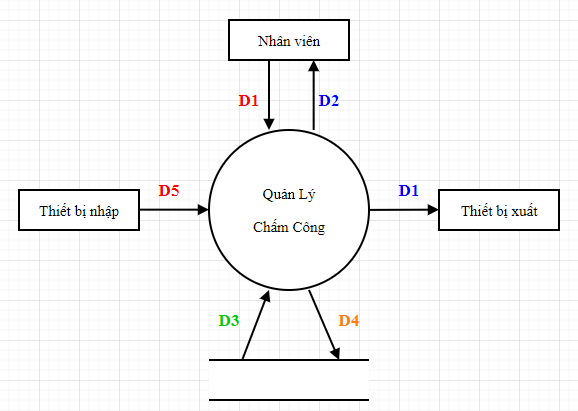 Nhân viên
D1
D2
Thiết bị nhập
D5
Quản Lý
Chấm Công
D1
Thiết bị xuất
D3
D4